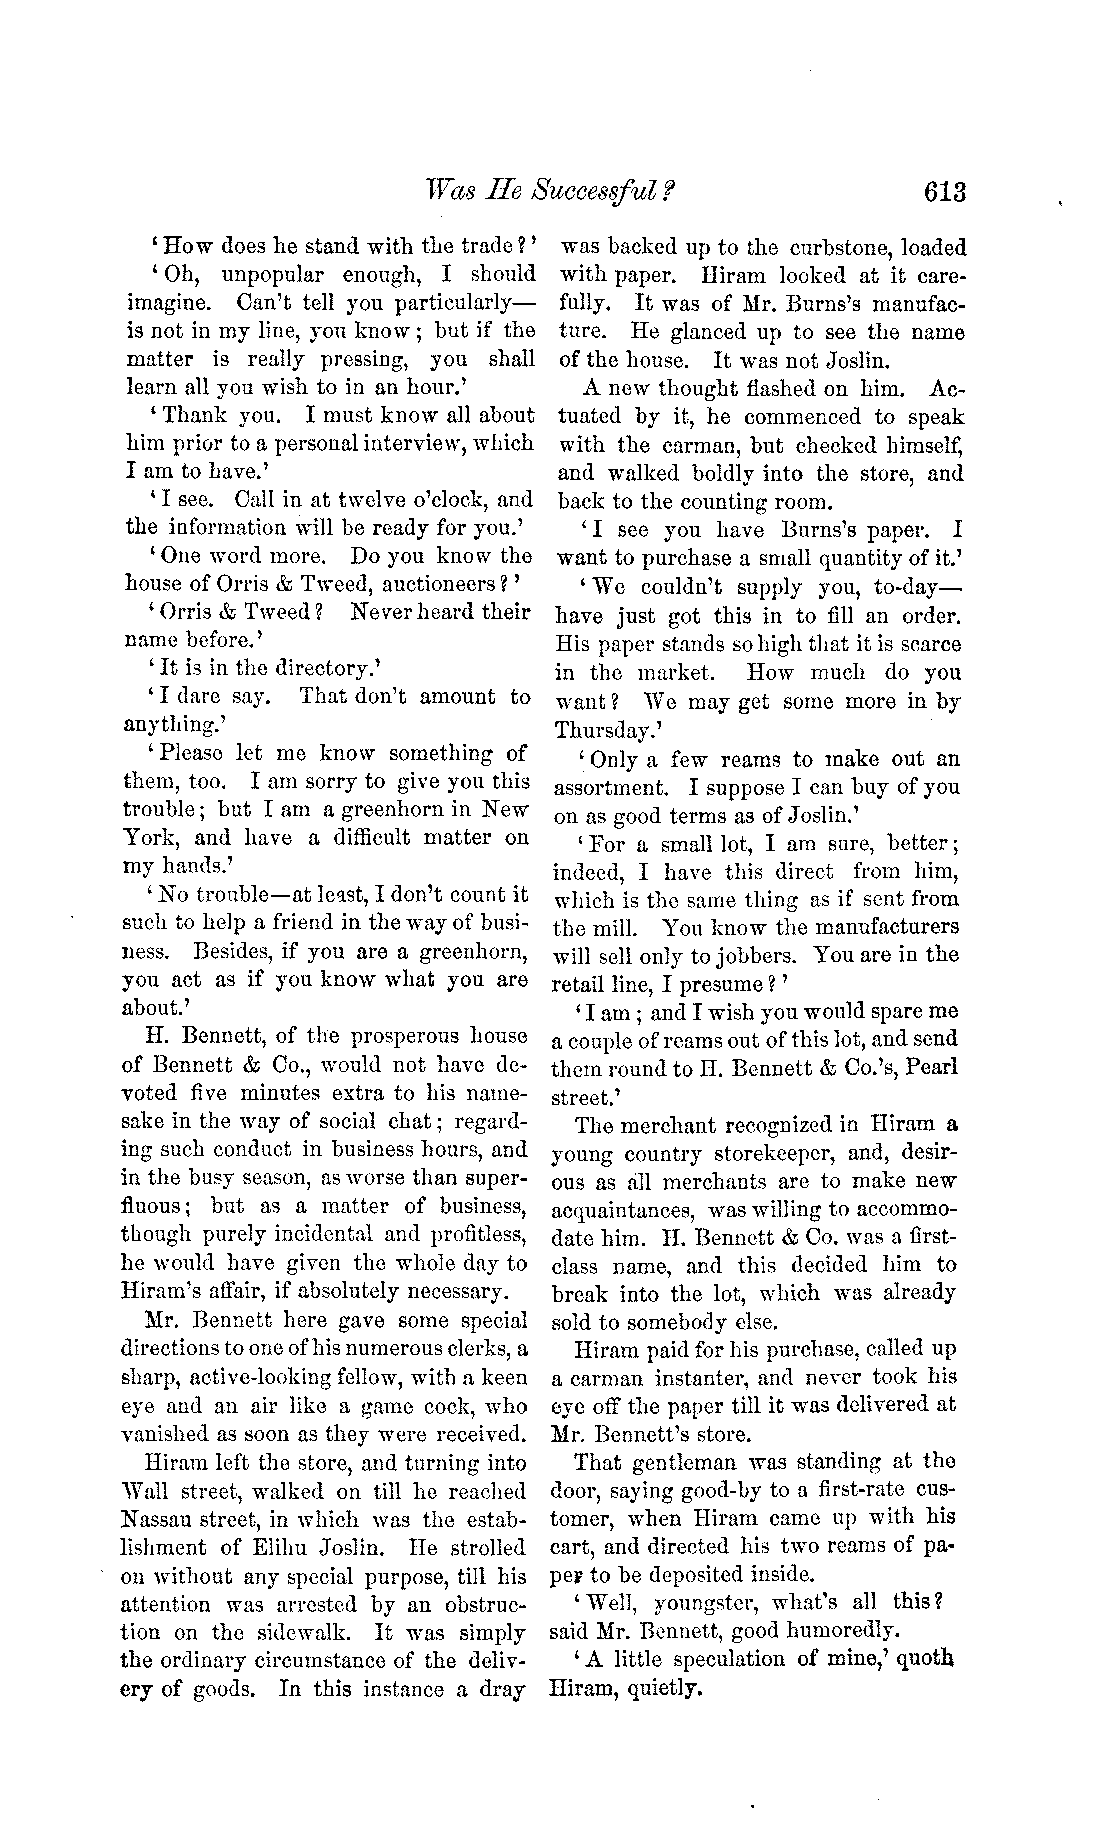 Was He Successful? 613
‘How does he stand with the trade?’
‘Oh, unpopular enough, I should
imagine. Can't tell you particularly—
is not in my line, you know; but if the
matter is really pressing, you shall
learn all you wish to in an hour.’
‘Thank you. I must know all about
him prior to a personal interview, which
I am to have.’
‘I see. Call in at twelve o'clock, and
the information will be ready for you.’
‘One word more. Do you know the
house of Orris & Tweed, auctioneers?’
‘Orris & Tweed? Never heard their
name before.’
‘It is in the directory.’
‘I dare say. That don't amount to
anything.’
‘Please let me know something of
them, too. I am sorry to give you this
trouble; but I am a greenhorn in New
York, and have a difficult matter on
my hands.’
‘No trouble—at least, I don't count it
such to help a friend in the way of busi-
ness. Besides, if you are a greenhorn,
you act as if you know what you are
about.’
H. Bennett, of the prosperous house
of Bennett & Co., would not have de-
voted five minutes extra to his name-
sake in the way of social chat; regard-
ing such conduct in business hours, and
in the busy season, as worse than super-
fluous; but as a matter of business,
though purely incidental and profitless,
he would have given the whole day to
Hiram's affair, if absolutely necessary.
Mr. Bennett here gave some special
directions to one of his numerous clerks, a
sharp, active-looking fellow, with a keen
eye and an air like a game cock, who
vanished as soon as they were received.
Hiram left the store, and turning into
Wall street, walked on till he reached
Nassau street, in which was the estab-
lishment of Elihu Joslin. He strolled
on without any special purpose, till his
attention was arrested by an obstruc-
tion on the sidewalk. It was simply
the ordinary circumstance of the deliv-
ery of goods. In this instance a dray
was backed up to the curbstone, loaded
with paper. Hiram looked at it care-
fully. It was of Mr. Burns's manufac-
ture. He glanced up to see the name
of the house. It was not Joslin.
A new thought flashed on him. Ac-
tuated by it, he commenced to speak
with the carman, but checked himself,
and walked boldly into the store, and
back to the counting room.
‘I see you have Burns's paper. I
want to purchase a small quantity of it.’
‘We couldn't supply you, to-day—
have just got this in to fill an order.
His paper stands so high that it is scarce
in the market. How much do you
want? We may get some more in by
Thursday.’
‘Only a few reams to make out an
assortment. I suppose I can buy of you
on as good terms as of Joslin.’
‘For a small lot, I am sure, better;
indeed, I have this direct from him,
which is the same thing as if sent from
the mill. You know the manufacturers
will sell only to jobbers. You are in the
retail line, I presume?’
‘I am; and I wish you would spare me
a couple of reams out of this lot, and send
them round to H. Bennett & Co.'s, Pearl
street.’
The merchant recognized in Hiram a
young country storekeeper, and, desir-
ous as all merchants are to make new
acquaintances, was willing to accommo-
date him. H. Bennett & Co. was a first-
class name, and this decided him to
break into the lot, which was already
sold to somebody else.
Hiram paid for his purchase, called up
a carman instanter, and never took his
eye off the paper till it was delivered at
Mr. Bennett's store.
That gentleman was standing at the
door, saying good-by to a first-rate cus-
tomer, when Hiram came up with his
cart, and directed his two reams of pa-
per to be deposited inside.
‘Well, youngster, what's all this?
said Mr. Bennett, good humoredly.
‘A little speculation of mine,’ quoth
Hiram, quietly.